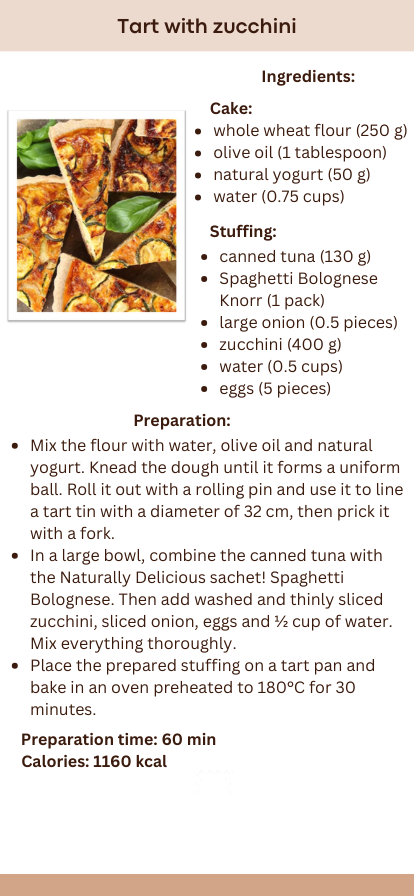 Tart with zucchini
Ingredients:
Cake:
• whole wheat flour (250 g)
• olive oil (1 tablespoon)
• natural yogurt (50 g)
• water (0.75 cups)
Stuffing:
• canned tuna (130 g)
• Spaghetti Bolognese
Knorr (1 pack)
• large onion (0.5 pieces)
• zucchini (400 g)
• water (0.5 cups)
• eggs (5 pieces)
Preparation:
• Mix the flour with water, olive oil and natural
yogurt. Knead the dough until it forms a uniform
ball. Roll it out with a rolling pin and use it to line
a tart tin with a diameter of 32 cm, then prick it
with a fork.
• In a large bowl, combine the canned tuna with
the Naturally Delicious sachet! Spaghetti
Bolognese. Then add washed and thinly sliced
zucchini, sliced onion, eggs and ½ cup of water.
Mix everything thoroughly.
• Place the prepared stuffing on a tart pan and
bake in an oven preheated to 180°C for 30
minutes.
Preparation time: 60 min
Calories: 1160 kcal